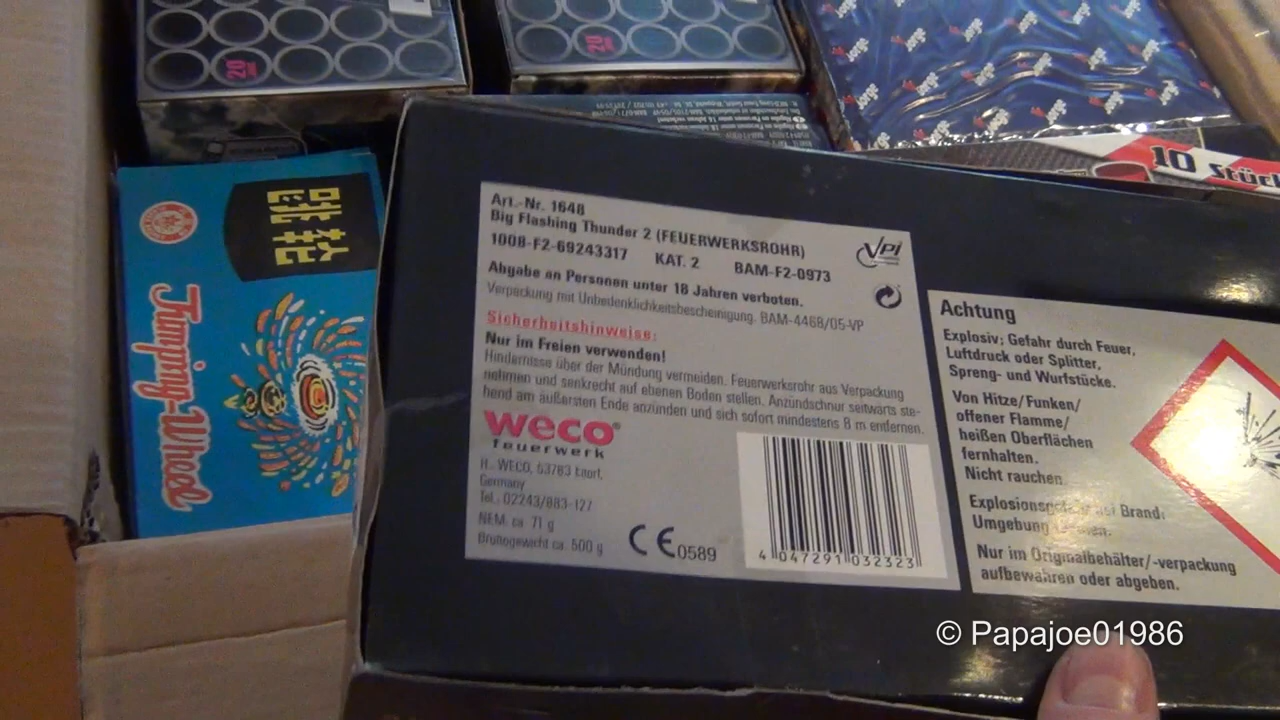 20
20
10 Stück
跳轮
Jumping-Wheel
Art.-Nr. 1648
Big Flashing Thunder 2 (FEUERWERKSROHR)
1008-F2-69243317 KAT. 2 BAM-F2-0973
VPI
Abgabe an Personen unter 18 Jahren verboten.
Verpackung mit Unbedenklichkeitsbescheinigung. BAM-4468/05-VP
Sicherheitshinweise:
Nur im Freien verwenden!
Hindernisse über der Mündung vermeiden. Feuerwerksrohr aus Verpackung
nehmen und senkrecht auf ebenen Boden stellen. Anzündschnur seitwärts ste-
hend am äußersten Ende anzünden und sich sofort mindestens 8 m entfernen.
weco®
feuerwerk
H. WECO, 53783 Eitorf,
Germany
Tel.: 02243/883-127
NEM. ca. 71 g
Bruttogewicht ca. 500 g
CE 0589
4 047291 032323
Achtung
Explosiv; Gefahr durch Feuer,
Luftdruck oder Splitter,
Spreng- und Wurfstücke.
Von Hitze/Funken/
offener Flamme/
heißen Oberflächen
fernhalten.
Nicht rauchen.
Explosionsgefahr bei Brand:
Umgebung räumen.
Nur im Originalbehälter/-verpackung
aufbewahren oder abgeben.
© Papajoe01986